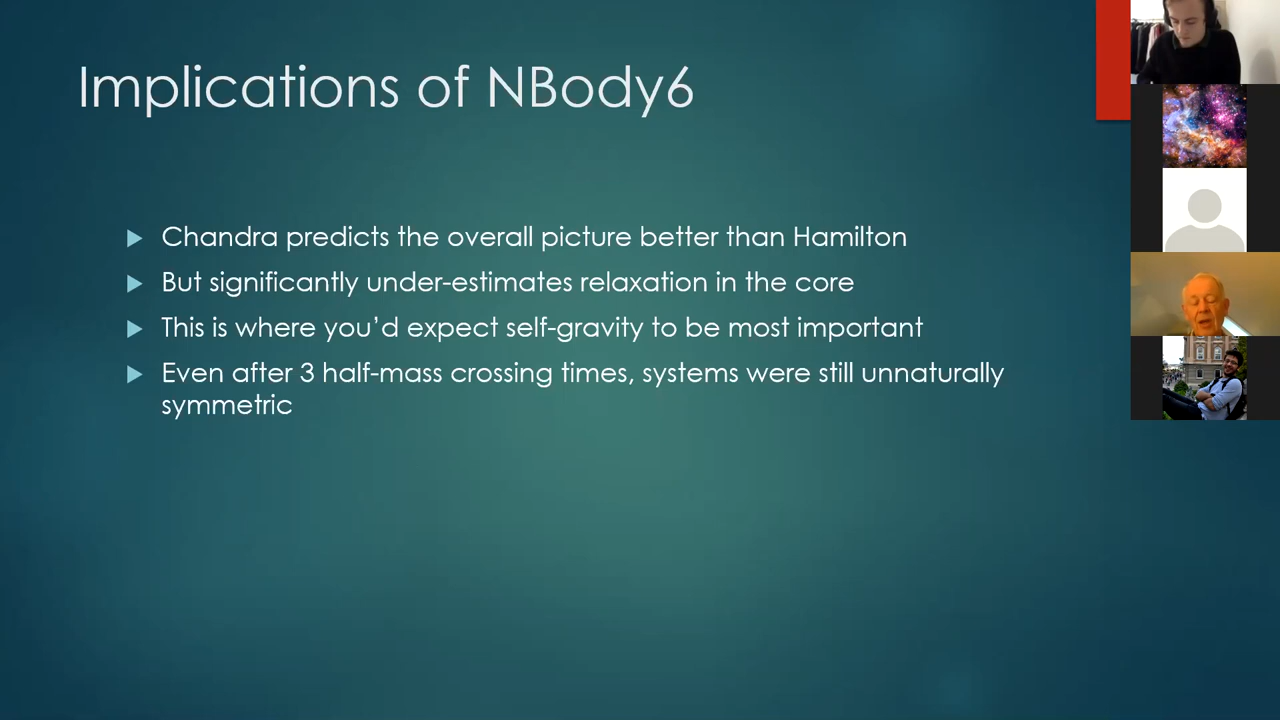 Implications of NBody6
Chandra predicts the overall picture better than Hamilton
But significantly under-estimates relaxation in the core
This is where you’d expect self-gravity to be most important
Even after 3 half-mass crossing times, systems were still unnaturally
symmetric